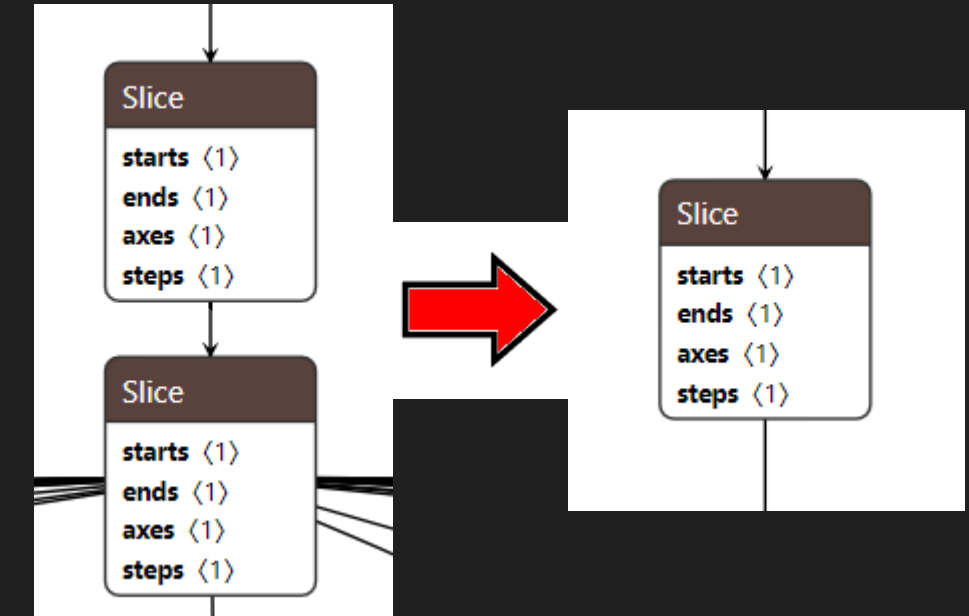 Slice
starts 〈1〉
ends 〈1〉
axes 〈1〉
steps 〈1〉
Slice
starts 〈1〉
ends 〈1〉
axes 〈1〉
steps 〈1〉
Slice
starts 〈1〉
ends 〈1〉
axes 〈1〉
steps 〈1〉